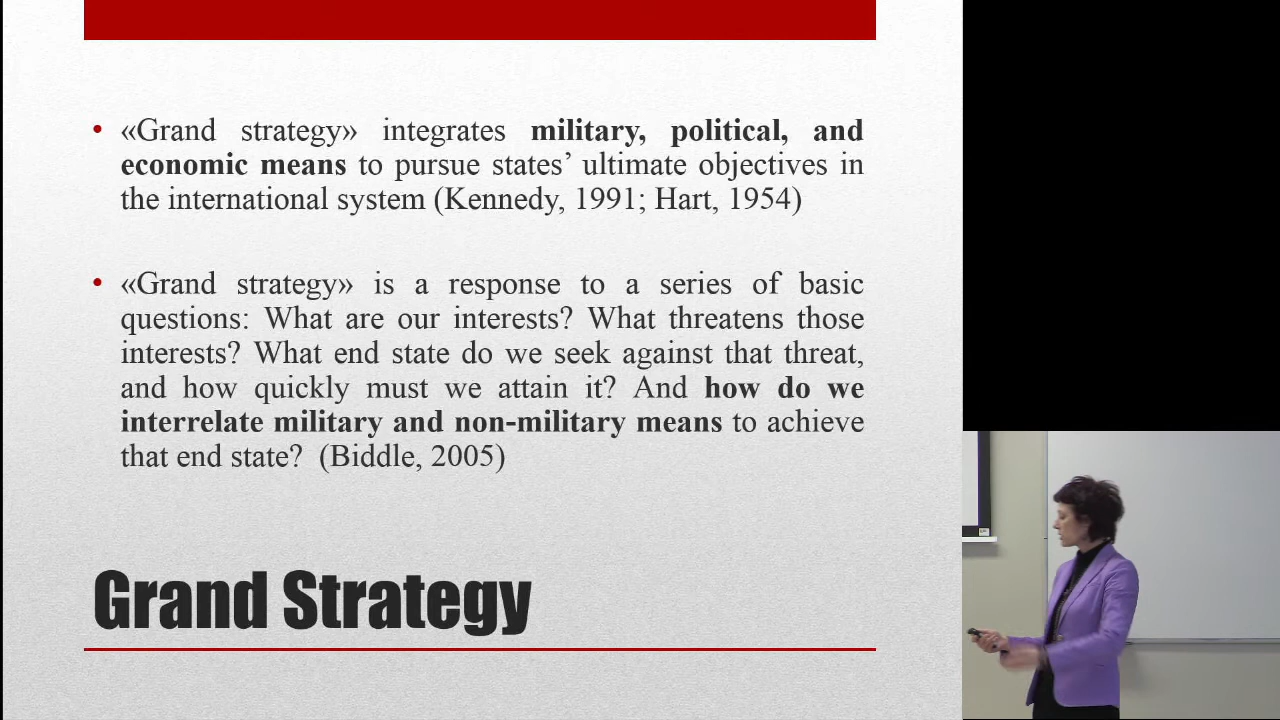 • «Grand strategy» integrates military, political, and
economic means to pursue states’ ultimate objectives in
the international system (Kennedy, 1991; Hart, 1954)
• «Grand strategy» is a response to a series of basic
questions: What are our interests? What threatens those
interests? What end state do we seek against that threat,
and how quickly must we attain it? And how do we
interrelate military and non-military means to achieve
that end state?  (Biddle, 2005)
Grand Strategy